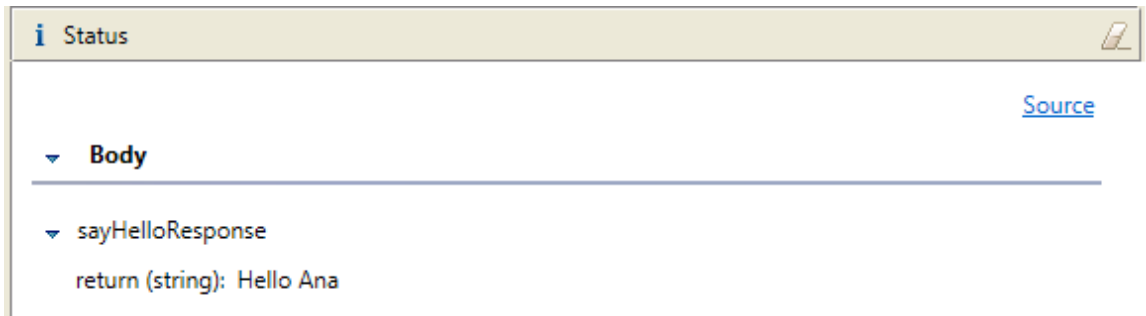 i Status
Source
Body
sayHelloResponse
return (string): Hello Ana